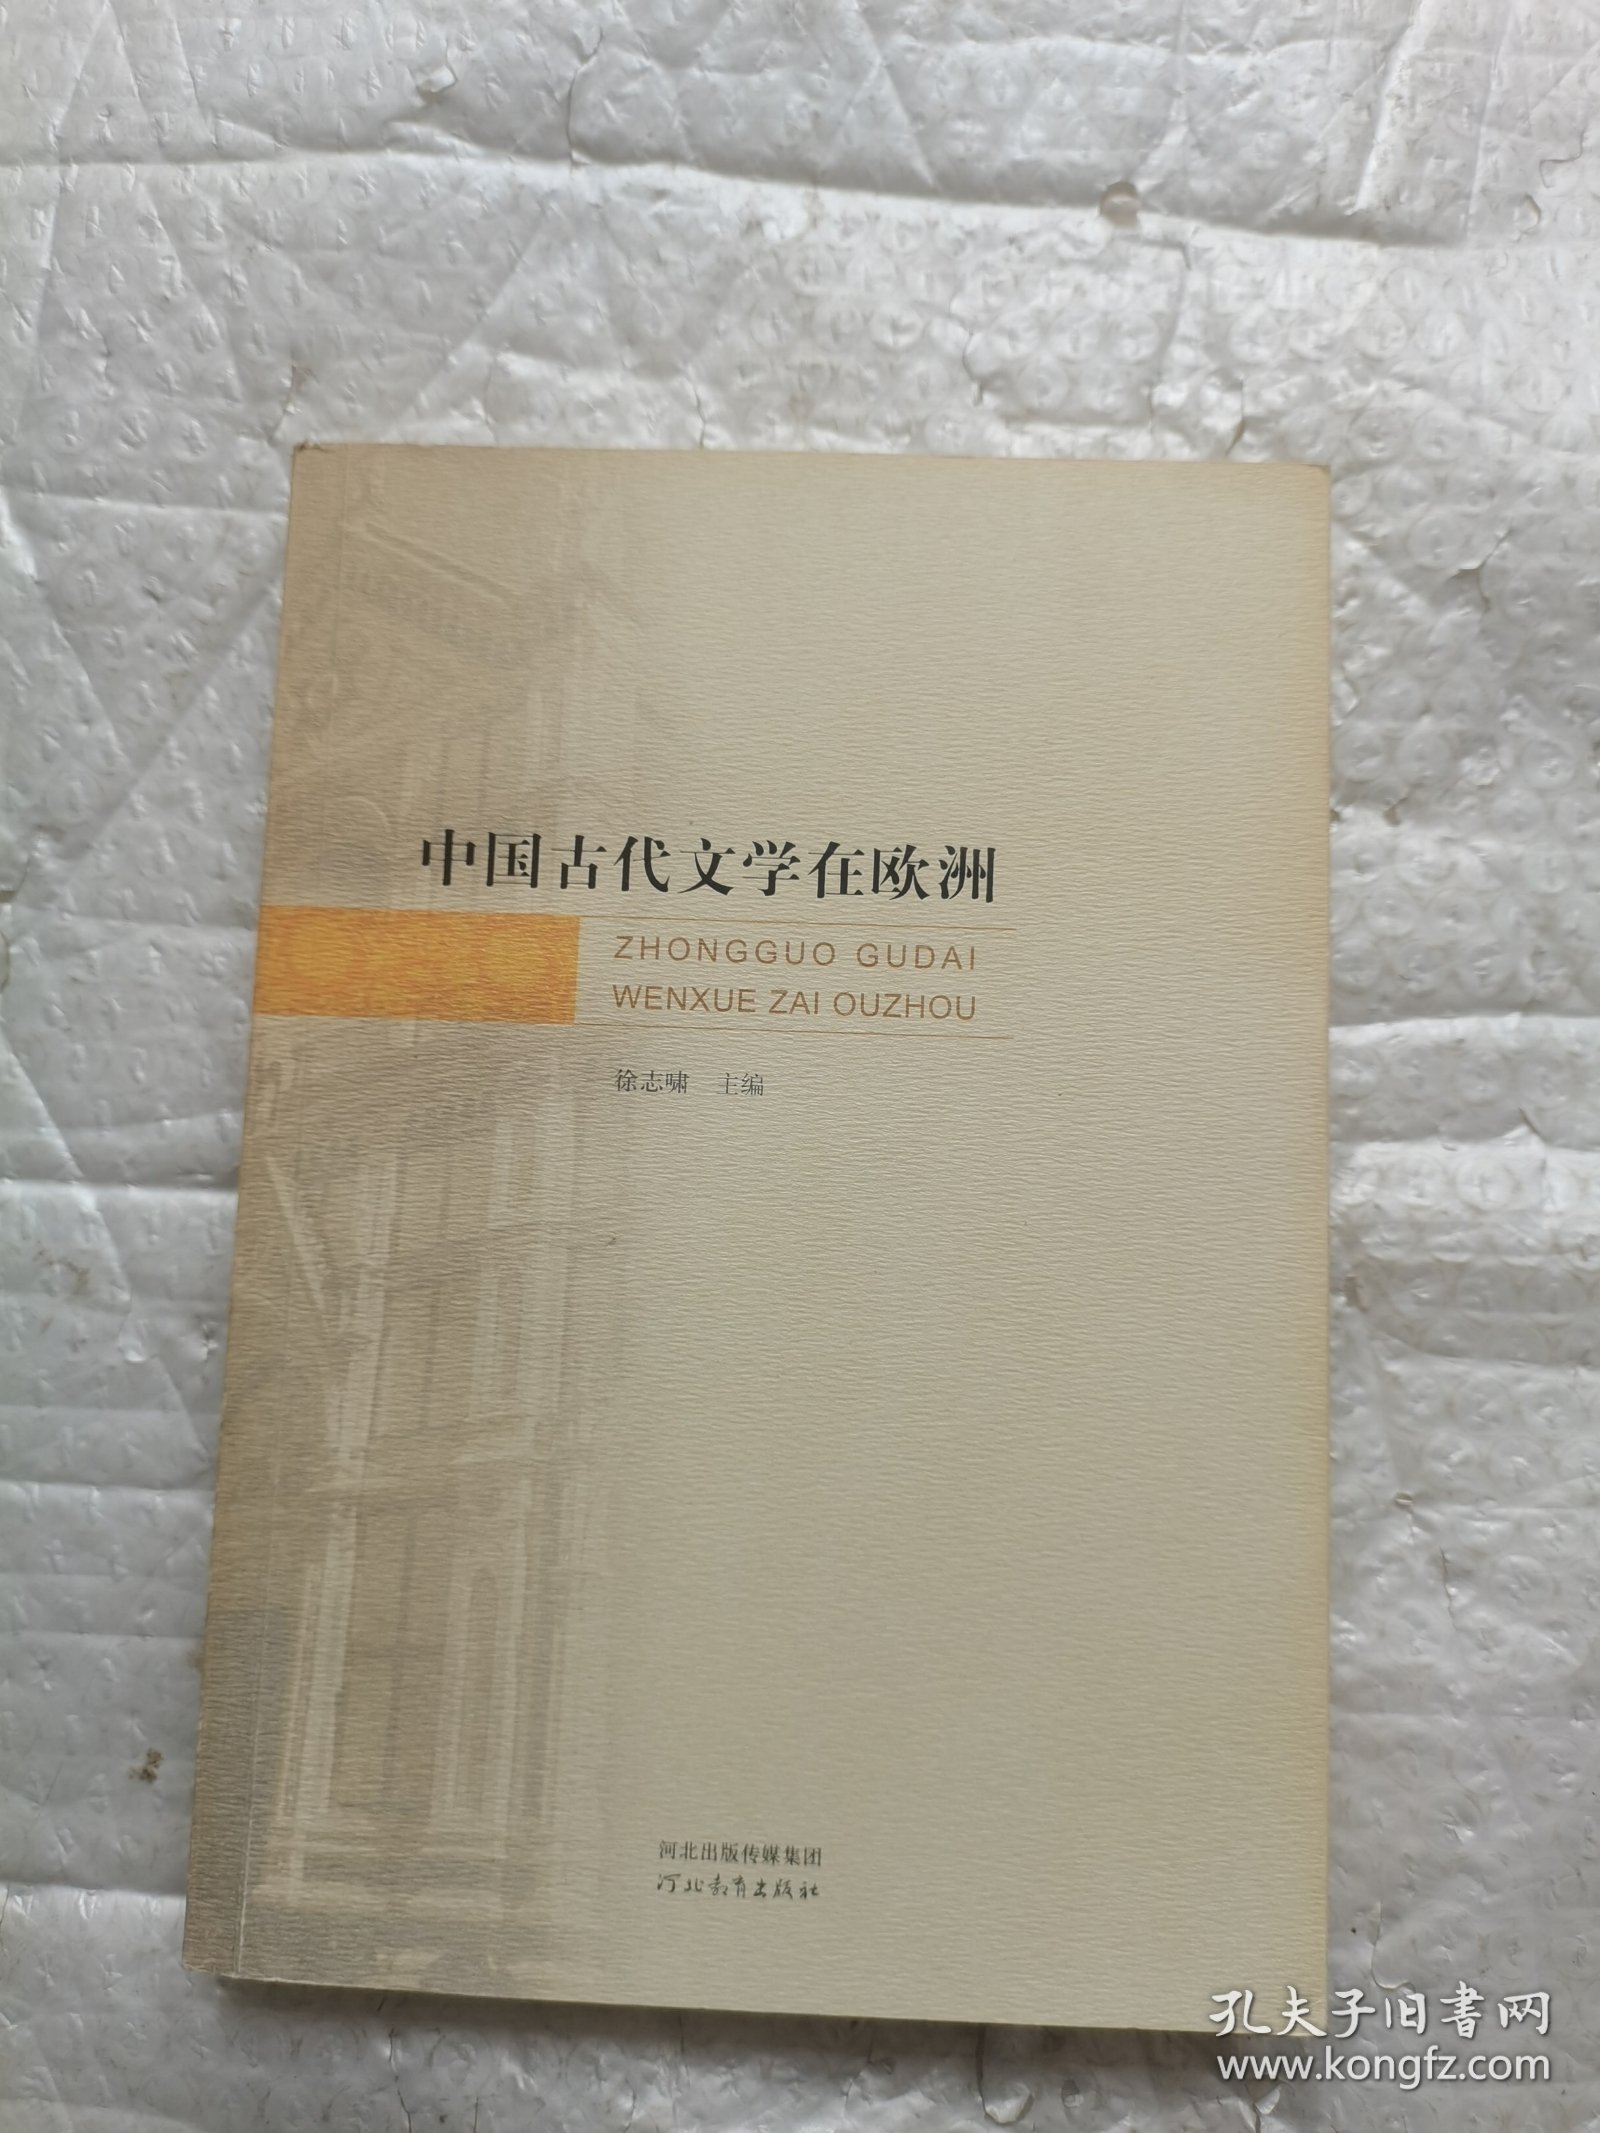 中国古代文学在欧洲
ZHONGGUO GUDAI
WENXUE ZAI OUZHOU
徐志啸 主编
河北出版传媒集团
河北教育出版社
孔夫子旧书网
www.kongfz.com